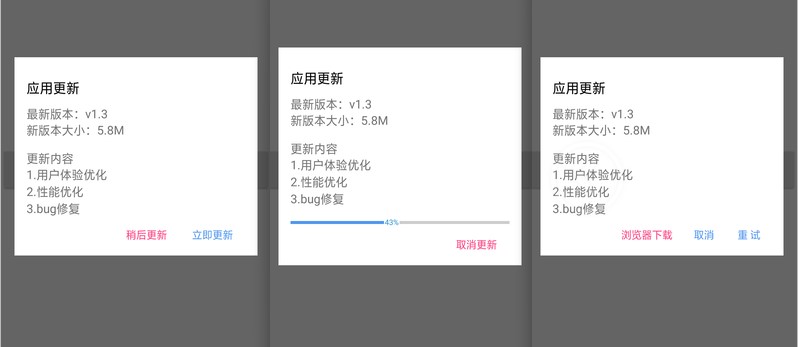 应用更新
最新版本：v1.3
新版本大小：5.8M
更新内容
1.用户体验优化
2.性能优化
3.bug修复
稍后更新 立即更新
应用更新
最新版本：v1.3
新版本大小：5.8M
更新内容
1.用户体验优化
2.性能优化
3.bug修复
43%
取消更新
应用更新
最新版本：v1.3
新版本大小：5.8M
更新内容
1.用户体验优化
2.性能优化
3.bug修复
浏览器下载 取消 重 试